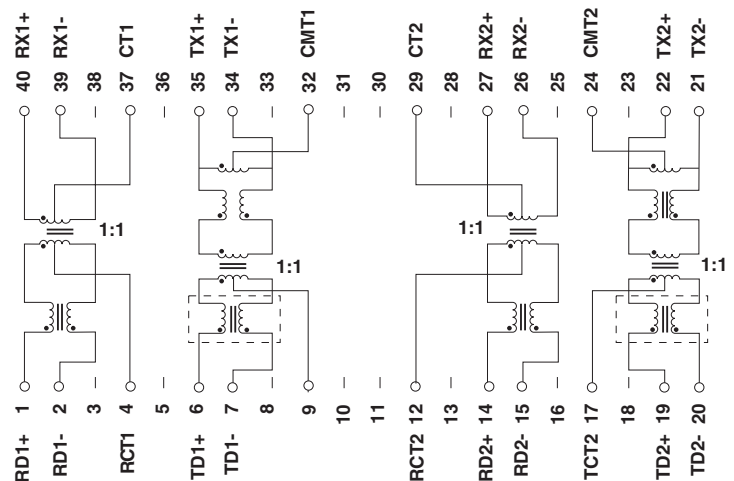 RX1+ RX1- CT1 TX1+ TX1- CMT1 CT2 RX2+ RX2- CMT2 TX2+ TX2-
40 39 38 37 36 35 34 33 32 31 30 29 28 27 26 25 24 23 22 21
1:1 1:1 1:1 1:1
1 2 3 4 5 6 7 8 9 10 11 12 13 14 15 16 17 18 19 20
RD1+ RD1- RCT1 TD1+ TD1- RCT2 RD2+ RD2- TCT2 TD2+ TD2-